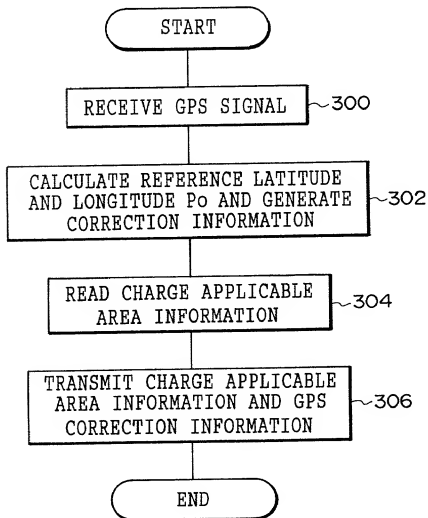 START
RECEIVE GPS SIGNAL
300
CALCULATE REFERENCE LATITUDE
AND LONGITUDE Po AND GENERATE
CORRECTION INFORMATION
302
READ CHARGE APPLICABLE
AREA INFORMATION
304
TRANSMIT CHARGE APPLICABLE
AREA INFORMATION AND GPS
CORRECTION INFORMATION
306
END